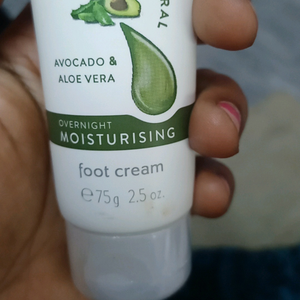 AVOCADO &
ALOE VERA
OVERNIGHT
MOISTURISING
foot cream
℮75g 2.5 oz.